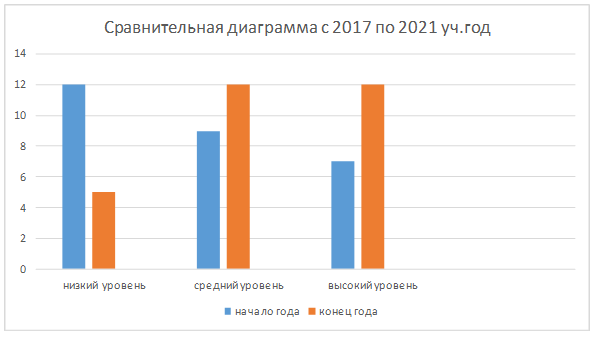 Сравнительная диаграмма с 2017 по 2021 уч.год
14
12
10
8
6
4
2
0
низкий уровень средний уровень высокий уровень
начало года конец года